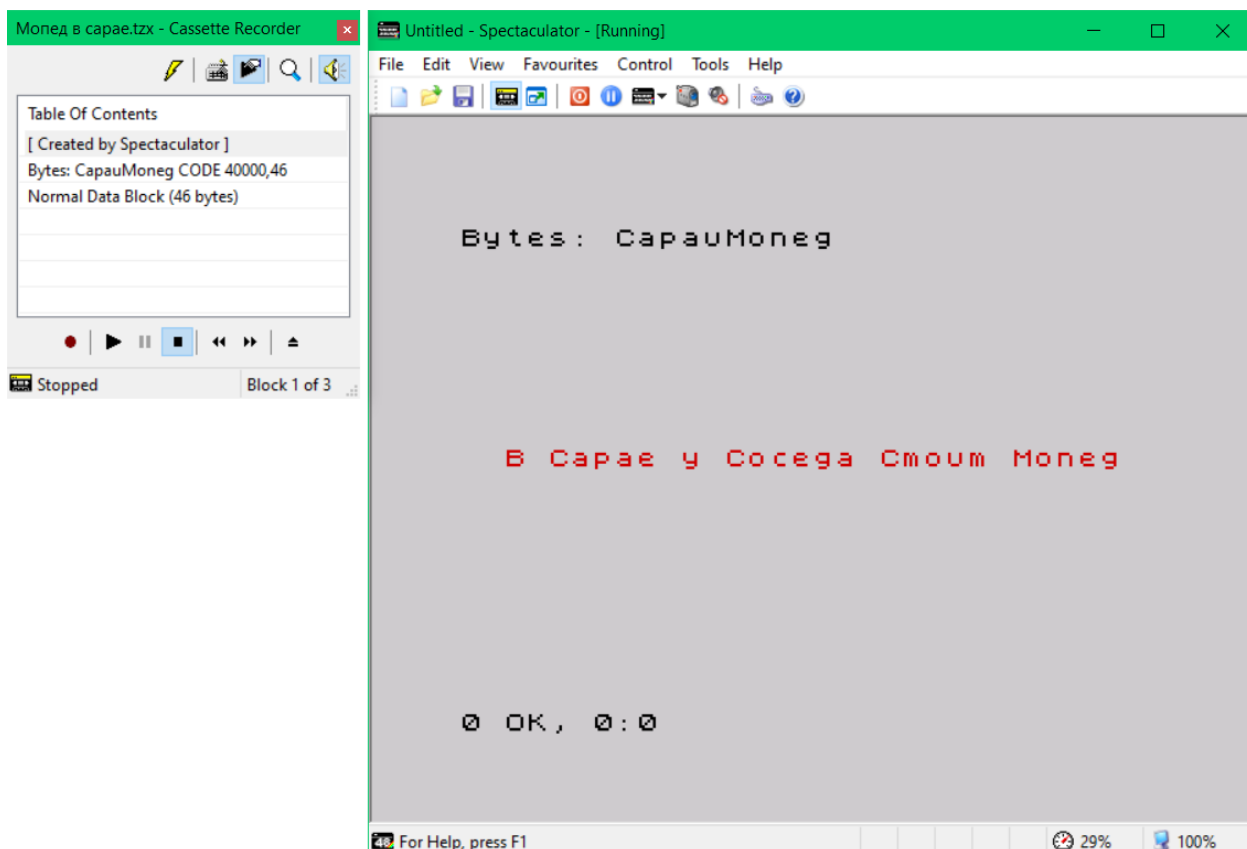 Мопед в сарае.tzx - Cassette Recorder
Table Of Contents
[ Created by Spectaculator ]
Bytes: CapauMoneg CODE 40000,46
Normal Data Block (46 bytes)
Stopped
Block 1 of 3
Untitled - Spectaculator - [Running]
File Edit View Favourites Control Tools Help
Bytes: CapauMoneg
B Capae y Cocega Cmoum Moneg
0 OK, 0:0
48 For Help, press F1
29%
100%